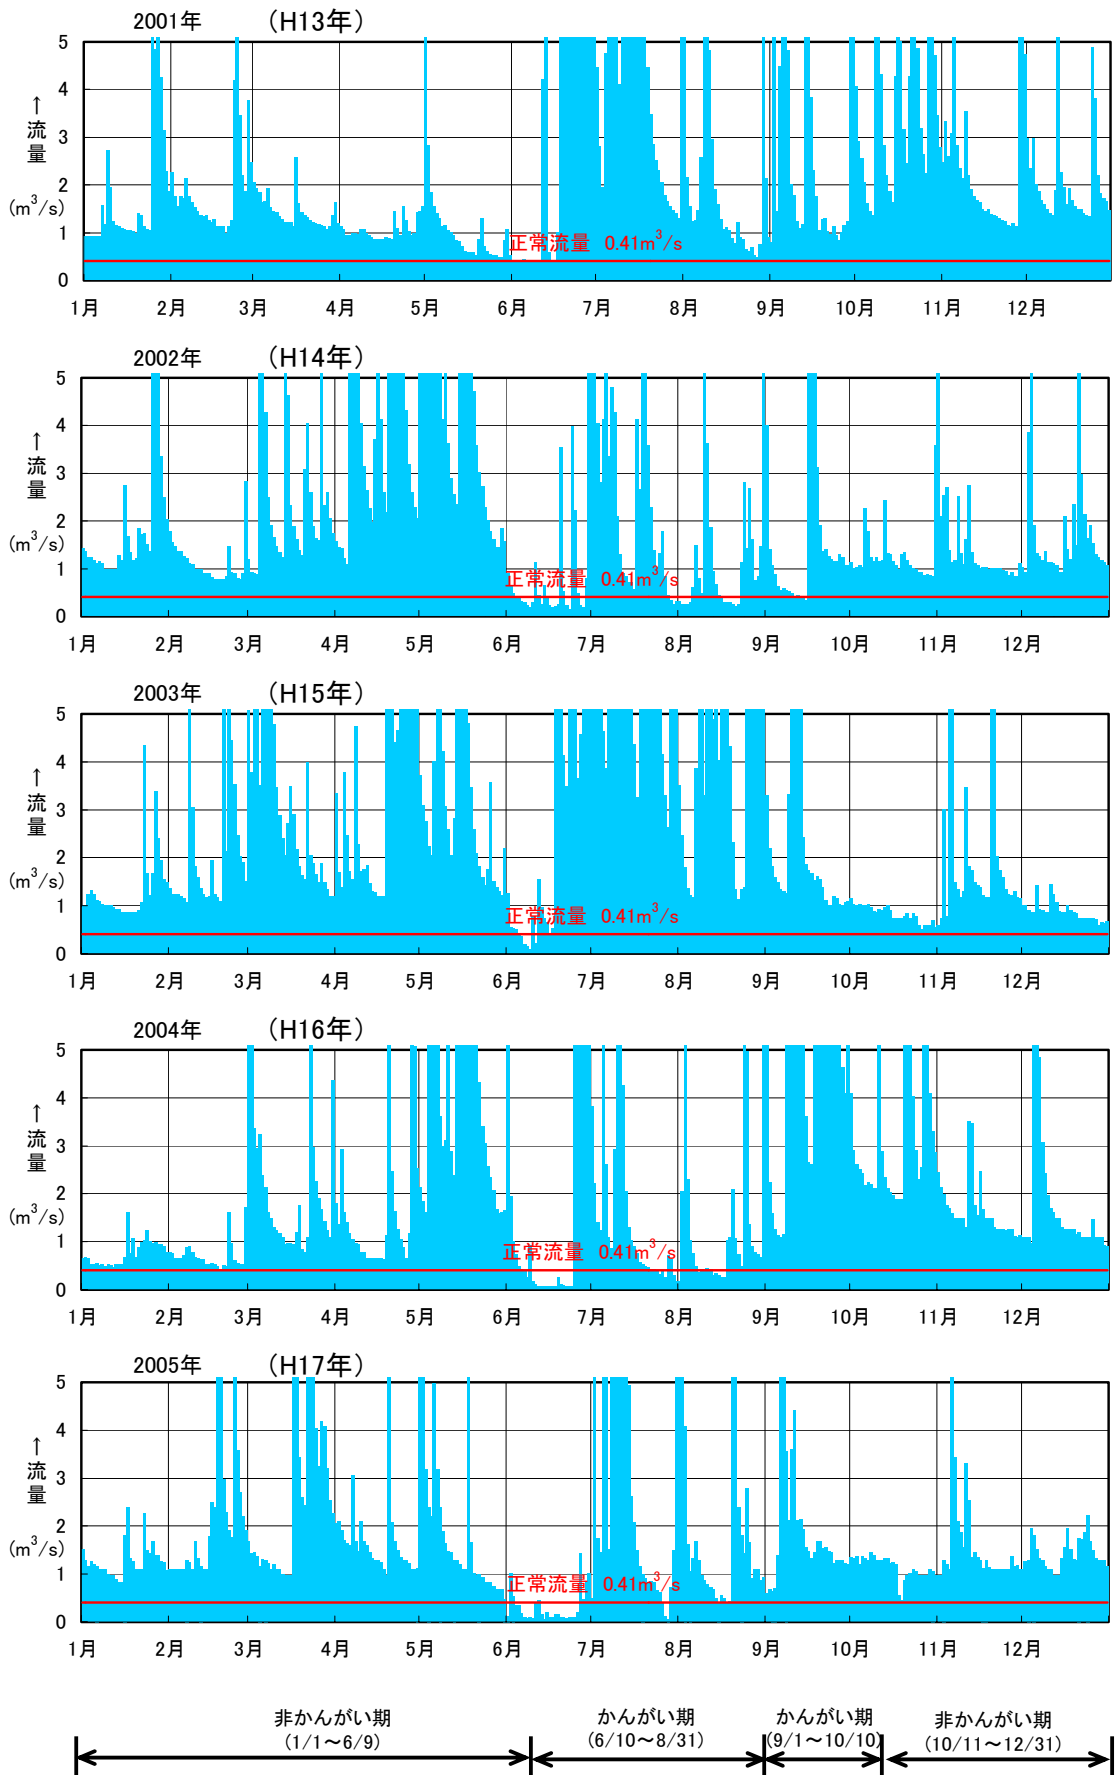 2001年 （H13年）
5
4
3
2
1
0
↑
流
量
(m³/s)
正常流量 0.41m³/s
1月 2月 3月 4月 5月 6月 7月 8月 9月 10月 11月 12月
2002年 （H14年）
5
4
3
2
1
0
↑
流
量
(m³/s)
正常流量 0.41m³/s
1月 2月 3月 4月 5月 6月 7月 8月 9月 10月 11月 12月
2003年 （H15年）
5
4
3
2
1
0
↑
流
量
(m³/s)
正常流量 0.41m³/s
1月 2月 3月 4月 5月 6月 7月 8月 9月 10月 11月 12月
2004年 （H16年）
5
4
3
2
1
0
↑
流
量
(m³/s)
正常流量 0.41m³/s
1月 2月 3月 4月 5月 6月 7月 8月 9月 10月 11月 12月
2005年 （H17年）
5
4
3
2
1
0
↑
流
量
(m³/s)
正常流量 0.41m³/s
1月 2月 3月 4月 5月 6月 7月 8月 9月 10月 11月 12月
非かんがい期
(1/1～6/9)
かんがい期
(6/10～8/31)
かんがい期
(9/1～10/10)
非かんがい期
(10/11～12/31)